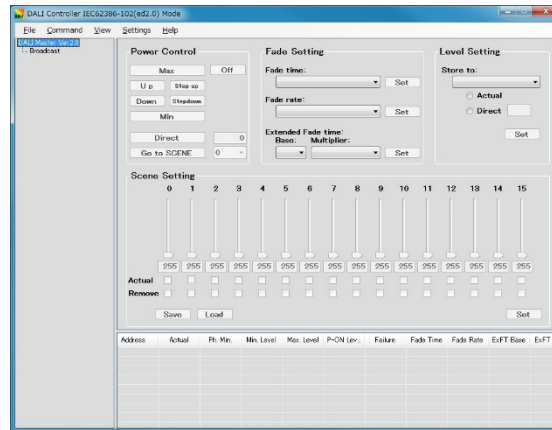 DALI Controller IEC62386-102(ed2.0) Mode
File Command View Settings Help
DALI Master Ver.2.0
Broadcast
Power Control
Max Off
Up Step up
Down Stepdown
Min
Direct 0
Go to SCENE 0
Fade Setting
Fade time:
Set
Fade rate:
Set
Extended Fade time:
Base: Multiplier:
Set
Level Setting
Store to:
Actual
Direct
Set
Scene Setting
0 1 2 3 4 5 6 7 8 9 10 11 12 13 14 15
255 255 255 255 255 255 255 255 255 255 255 255 255 255 255 255
Actual
Remove
Save Load Set
Address Actual Ph. Min. Min. Level Max. Level P-ON Lev... Failure Fade Time Fade Rate ExFT Base ExFT